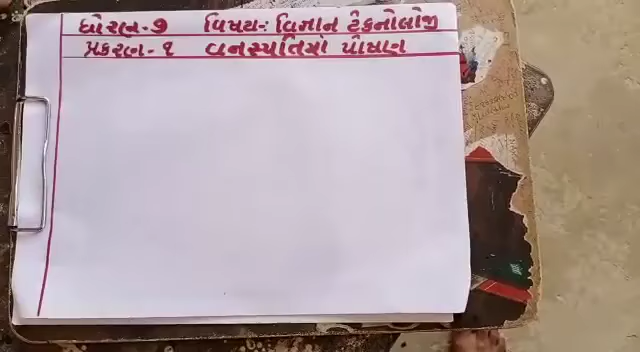 ધોરણ-૭ વિષય:- વિજ્ઞાન ટેકનોલોજી
પ્રકરણ-૧ વનસ્પતિમાં પોષણ